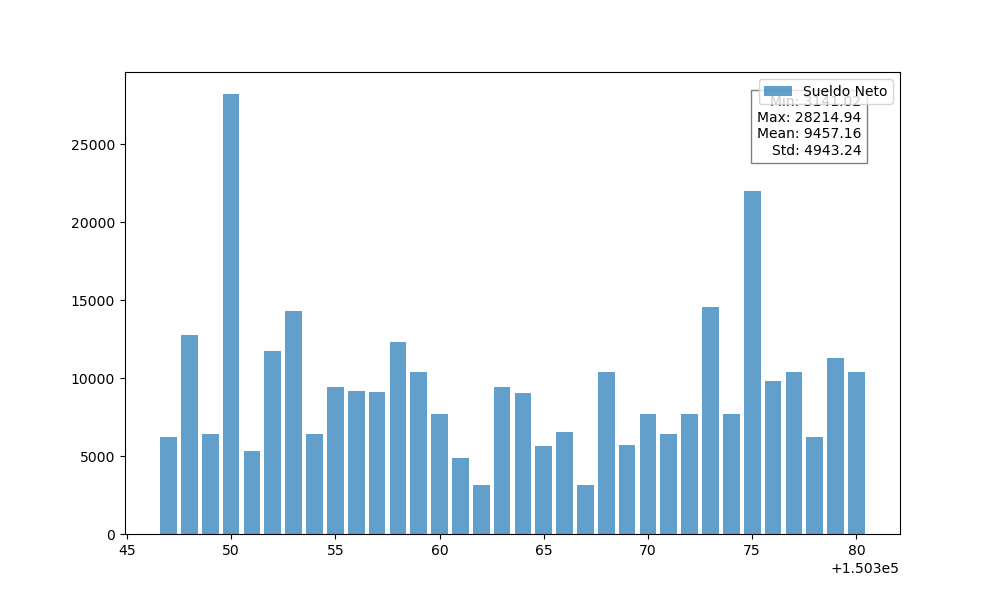 Sueldo Neto
Min: 3141.02
Max: 28214.94
Mean: 9457.16
Std: 4943.24
25000
20000
15000
10000
5000
0
45 50 55 60 65 70 75 80
+1.503e5